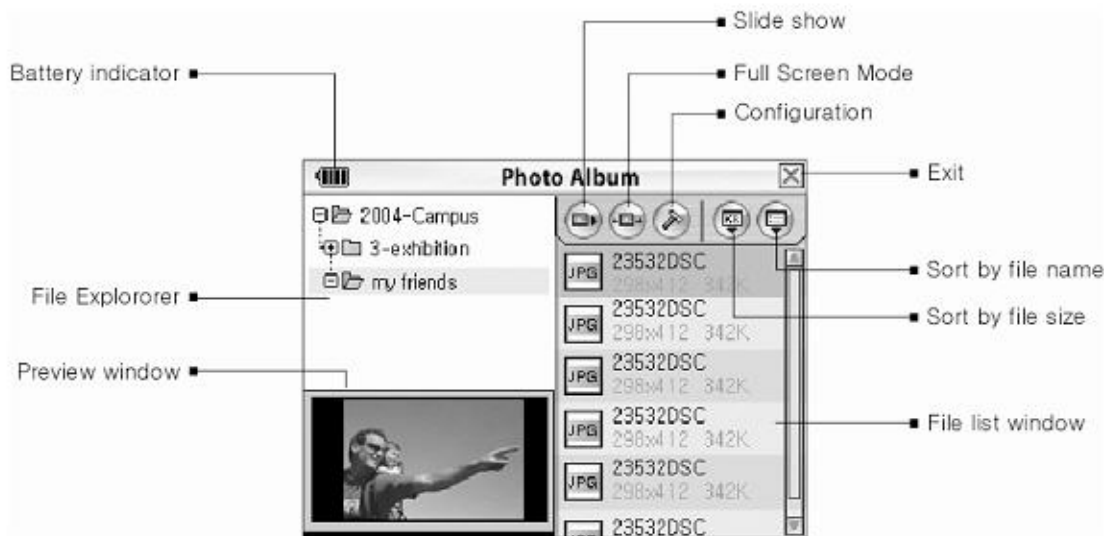 Slide show
Battery indicator
Full Screen Mode
Configuration
Photo Album
Exit
2004-Campus
3-exhibition
my friends
File Explororer
Preview window
KB
JPG 23532DSC
298x412 342K
JPG 23532DSC
298x412 342K
JPG 23532DSC
298x412 342K
JPG 23532DSC
298x412 342K
JPG 23532DSC
298x412 342K
JPG 23532DSC
Sort by file name
Sort by file size
File list window